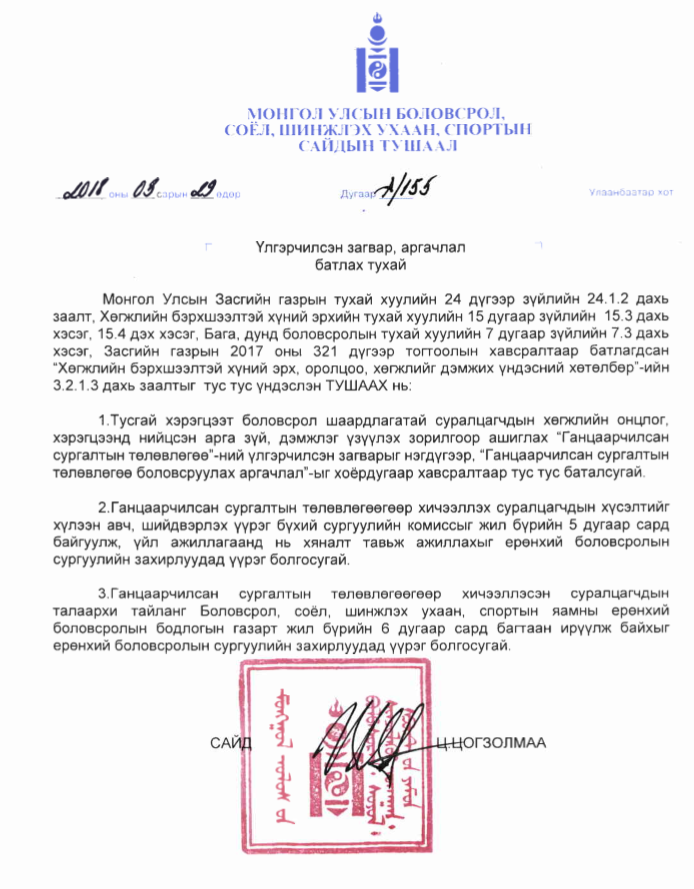 МОНГОЛ УЛСЫН БОЛОВСРОЛ,
СОЁЛ, ШИНЖЛЭХ УХААН, СПОРТЫН
САЙДЫН ТУШААЛ
2018 оны 03 сарын 29 өдөр Дугаар А/155 Улаанбаатар хот
Үлгэрчилсэн загвар, аргачлал
батлах тухай
Монгол Улсын Засгийн газрын тухай хуулийн 24 дүгээр зүйлийн 24.1.2 дахь
заалт, Хөгжлийн бэрхшээлтэй хүний эрхийн тухай хуулийн 15 дугаар зүйлийн 15.3 дахь
хэсэг, 15.4 дэх хэсэг, Бага, дунд боловсролын тухай хуулийн 7 дугаар зүйлийн 7.3 дахь
хэсэг, Засгийн газрын 2017 оны 321 дүгээр тогтоолын хавсралтаар батлагдсан
“Хөгжлийн бэрхшээлтэй хүний эрх, оролцоо, хөгжлийг дэмжих үндэсний хөтөлбөр”-ийн
3.2.1.3 дахь заалтыг тус тус үндэслэн ТУШААХ нь:
1.Тусгай хэрэгцээт боловсрол шаардлагатай суралцагчдын хөгжлийн онцлог,
хэрэгцээнд нийцсэн арга зүй, дэмжлэг үзүүлэх зорилгоор ашиглах “Ганцаарчилсан
сургалтын төлөвлөгөө”-ний үлгэрчилсэн загварыг нэгдүгээр, “Ганцаарчилсан сургалтын
төлөвлөгөө боловсруулах аргачлал”-ыг хоёрдугаар хавсралтаар тус тус баталсугай.
2.Ганцаарчилсан сургалтын төлөвлөгөөгөөр хичээллэх суралцагчдын хүсэлтийг
хүлээн авч, шийдвэрлэх үүрэг бүхий сургуулийн комиссыг жил бүрийн 5 дугаар сард
байгуулж, үйл ажиллагаанд нь хяналт тавьж ажиллахыг ерөнхий боловсролын
сургуулийн захирлуудад үүрэг болгосугай.
3.Ганцаарчилсан сургалтын төлөвлөгөөгөөр хичээллэсэн суралцагчдын
талаархи тайланг Боловсрол, соёл, шинжлэх ухаан, спортын яамны ерөнхий
боловсролын бодлогын газарт жил бүрийн 6 дугаар сард багтаан ирүүлж байхыг
ерөнхий боловсролын сургуулийн захирлуудад үүрэг болгосугай.
САЙД Ц.ЦОГЗОЛМАА